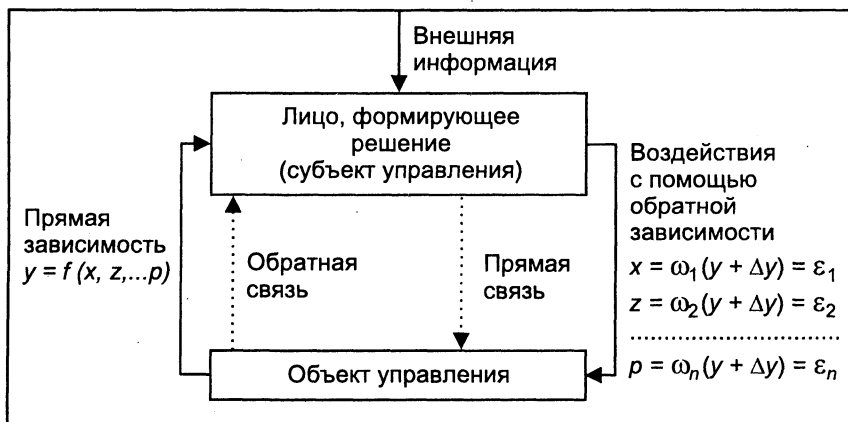 Внешняя
информация
Лицо, формирующее
решение
(субъект управления)
Прямая
зависимость
y = f (x, z,...p)
Обратная
связь
Прямая
связь
Воздействия
с помощью
обратной
зависимости
x = ω₁(y + Δy) = ε₁
z = ω₂(y + Δy) = ε₂
p = ωₙ(y + Δy) = εₙ
Объект управления